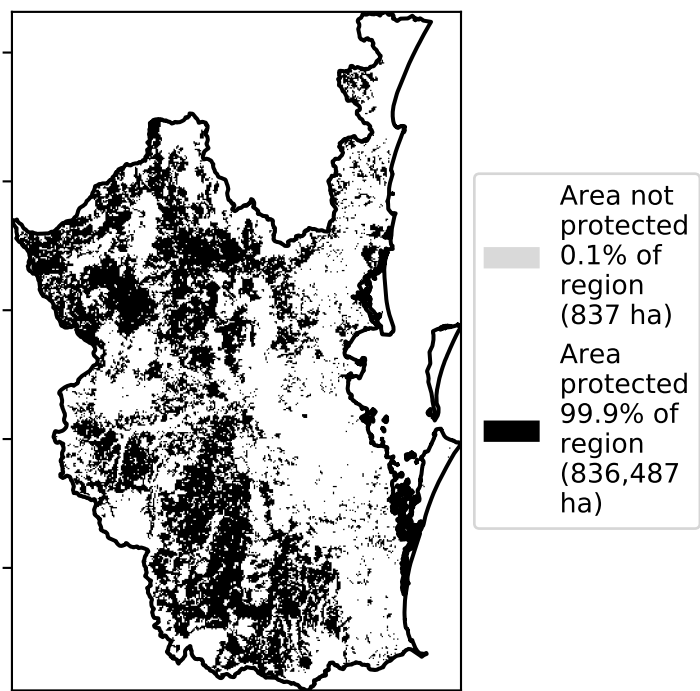 Area not
protected
0.1% of
region
(837 ha)
Area
protected
99.9% of
region
(836,487
ha)